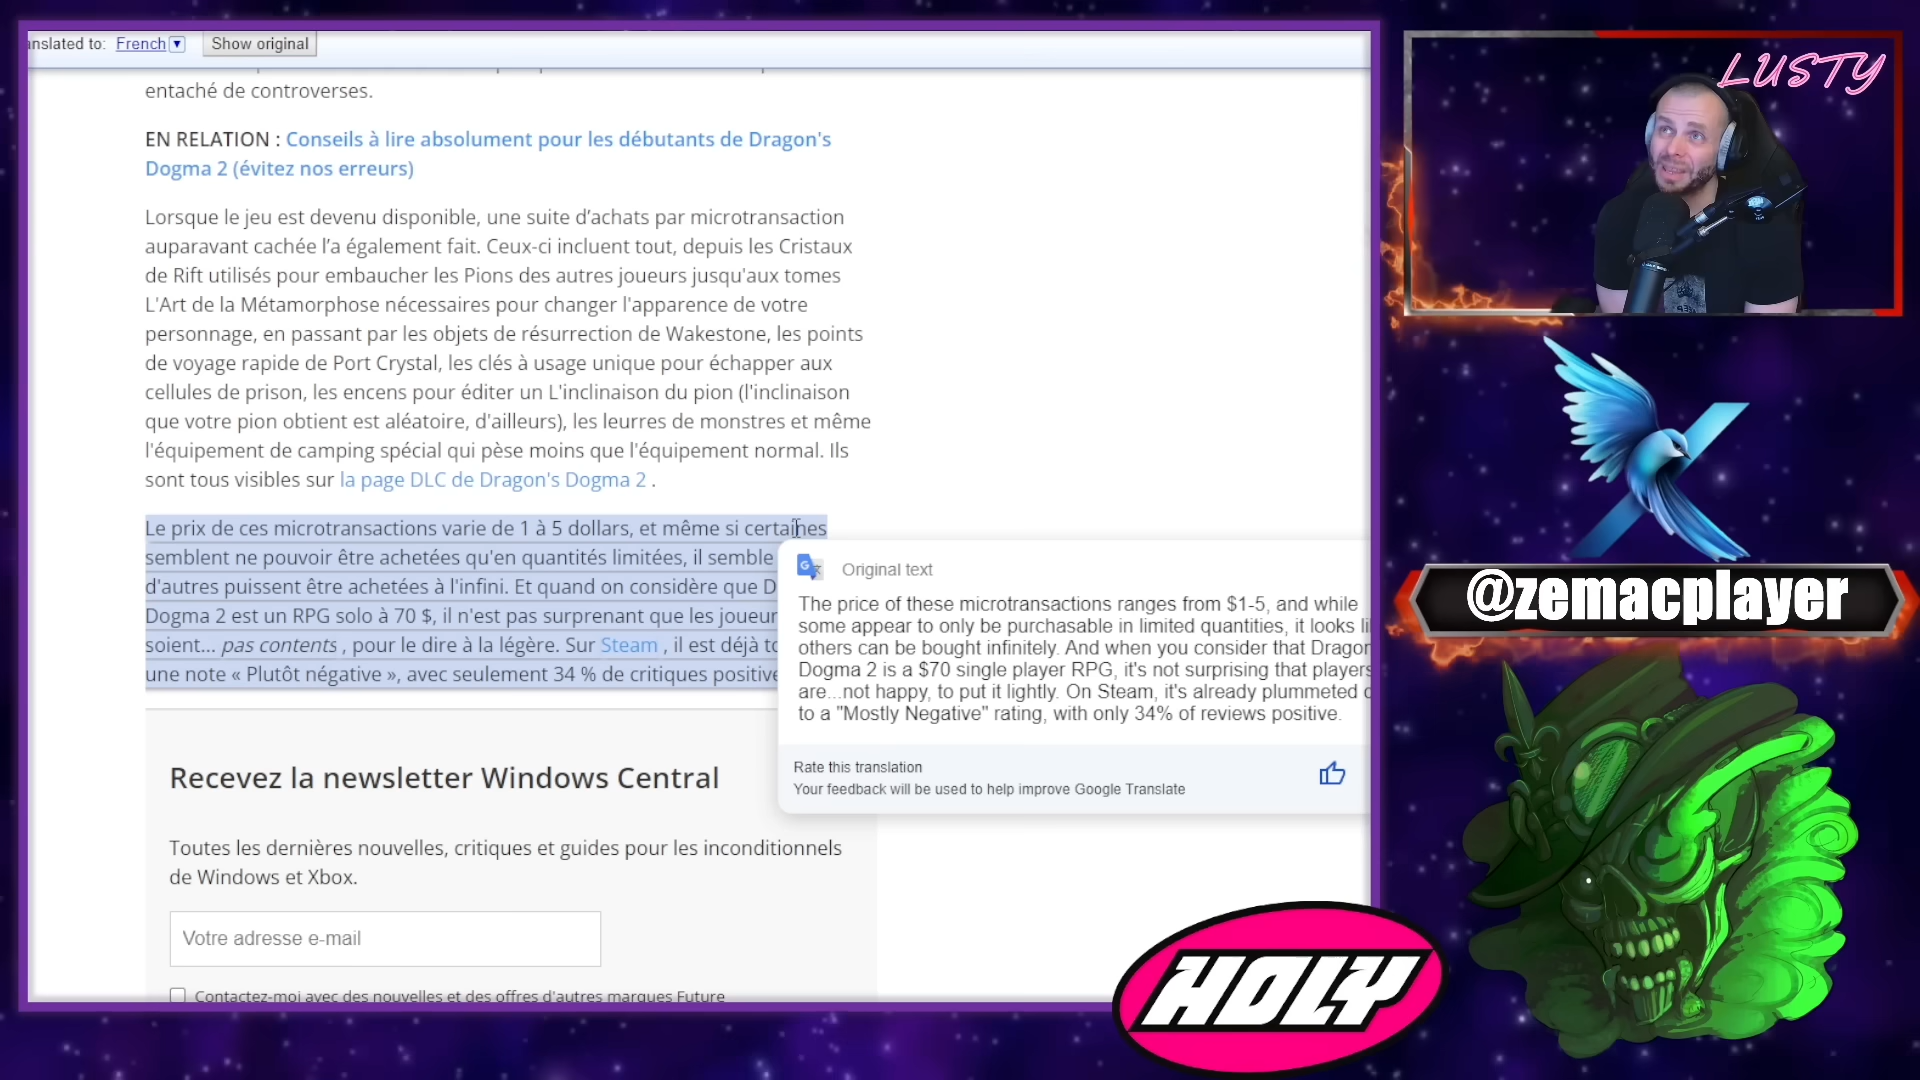 anslated to: French ▼ Show original
entaché de controverses.
EN RELATION : Conseils à lire absolument pour les débutants de Dragon's
Dogma 2 (évitez nos erreurs)
Lorsque le jeu est devenu disponible, une suite d’achats par microtransaction
auparavant cachée l’a également fait. Ceux-ci incluent tout, depuis les Cristaux
de Rift utilisés pour embaucher les Pions des autres joueurs jusqu'aux tomes
L'Art de la Métamorphose nécessaires pour changer l'apparence de votre
personnage, en passant par les objets de résurrection de Wakestone, les points
de voyage rapide de Port Crystal, les clés à usage unique pour échapper aux
cellules de prison, les encens pour éditer un L'inclinaison du pion (l'inclinaison
que votre pion obtient est aléatoire, d'ailleurs), les leurres de monstres et même
l'équipement de camping spécial qui pèse moins que l'équipement normal. Ils
sont tous visibles sur la page DLC de Dragon's Dogma 2 .
Le prix de ces microtransactions varie de 1 à 5 dollars, et même si certaines
semblent ne pouvoir être achetées qu'en quantités limitées, il semble
d'autres puissent être achetées à l'infini. Et quand on considère que D
Dogma 2 est un RPG solo à 70 $, il n'est pas surprenant que les joueur
soient... pas contents , pour le dire à la légère. Sur Steam , il est déjà to
une note « Plutôt négative », avec seulement 34 % de critiques positive
Original text
The price of these microtransactions ranges from $1-5, and while
some appear to only be purchasable in limited quantities, it looks li
others can be bought infinitely. And when you consider that Dragon
Dogma 2 is a $70 single player RPG, it's not surprising that players
are...not happy, to put it lightly. On Steam, it's already plummeted d
to a "Mostly Negative" rating, with only 34% of reviews positive.
Rate this translation
Your feedback will be used to help improve Google Translate
Recevez la newsletter Windows Central
Toutes les dernières nouvelles, critiques et guides pour les inconditionnels
de Windows et Xbox.
Votre adresse e-mail
Contactez-moi avec des nouvelles et des offres d'autres marques Future
LUSTY
@zemacplayer
HOLY